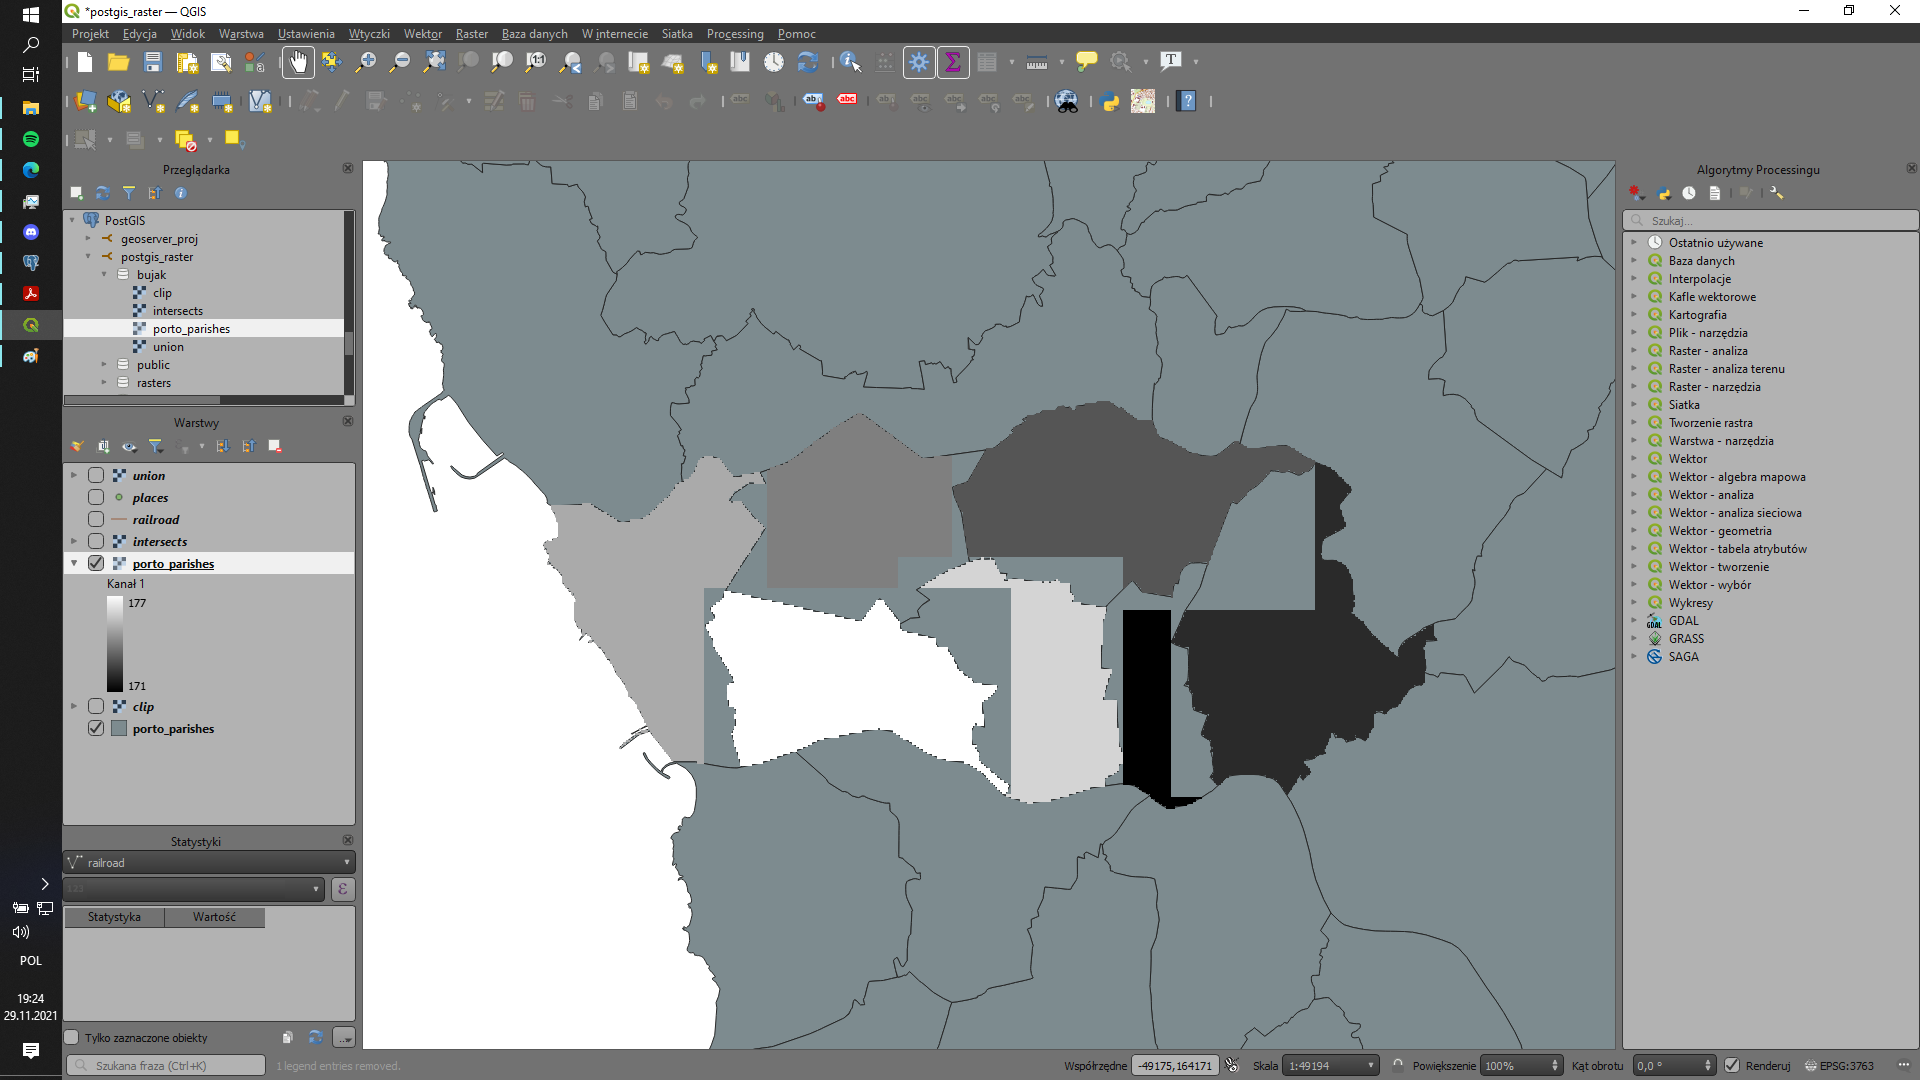 *postgis_raster — QGIS
Projekt Edycja Widok Warstwa Ustawienia Wtyczki Wektor Raster Baza danych W internecie Siatka Processing Pomoc
Przeglądarka
PostGIS
geoserver_proj
postgis_raster
bujak
clip
intersects
porto_parishes
union
public
rasters
Warstwy
union
places
railroad
intersects
porto_parishes
Kanał 1
177
171
clip
porto_parishes
Statystyki
railroad
123
Statystyka Wartość
Tylko zaznaczone obiekty
Szukana fraza (Ctrl+K)
1 legend entries removed.
Współrzędne -49175,164171
Skala 1:49194
Powiększenie 100%
Kąt obrotu 0,0 °
Renderuj
EPSG:3763
Algorytmy Processingu
Szukaj...
Ostatnio używane
Baza danych
Interpolacje
Kafle wektorowe
Kartografia
Plik - narzędzia
Raster - analiza
Raster - analiza terenu
Raster - narzędzia
Siatka
Tworzenie rastra
Warstwa - narzędzia
Wektor
Wektor - algebra mapowa
Wektor - analiza
Wektor - analiza sieciowa
Wektor - geometria
Wektor - tabela atrybutów
Wektor - tworzenie
Wektor - wybór
Wykresy
GDAL
GRASS
SAGA
POL
19:24
29.11.2021